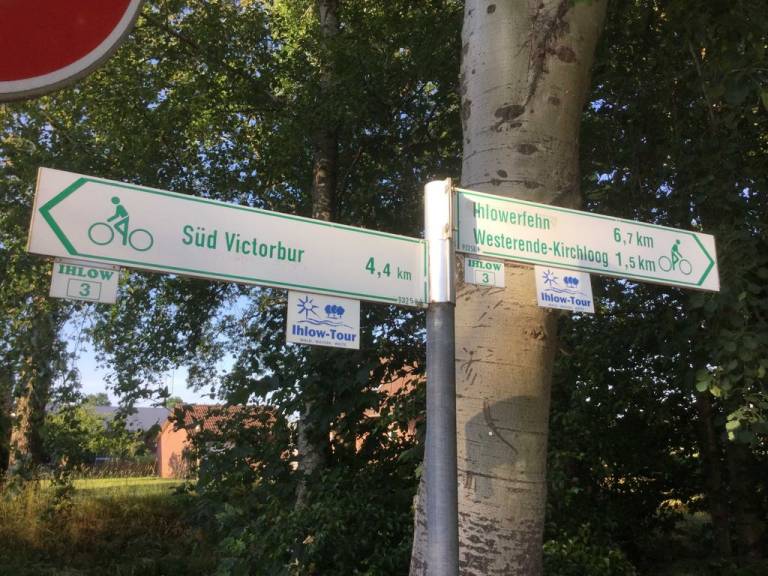 Süd Victorbur 4,4 km
IHLOW
3
Ihlow-Tour
Ihlowerfehn 6,7 km
Westerende-Kirchloog 1,5 km
IHLOW
3
Ihlow-Tour